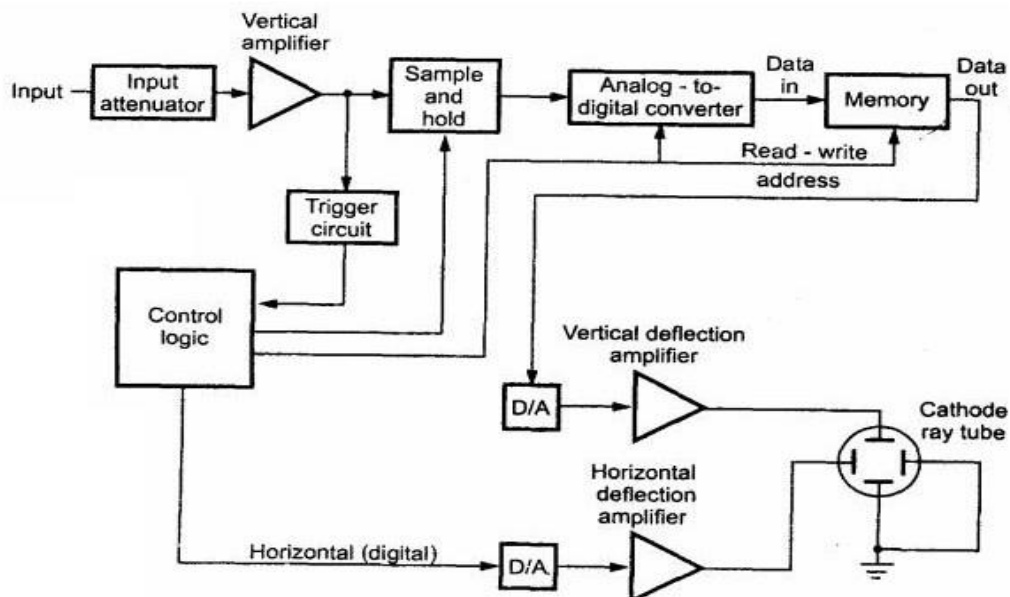 Vertical
amplifier
Input
Input
attenuator
Sample
and
hold
Analog - to-
digital converter
Data
in
Memory
Data
out
Read - write
address
Trigger
circuit
Control
logic
Vertical deflection
amplifier
D/A
Cathode
ray tube
Horizontal
deflection
amplifier
Horizontal (digital)
D/A